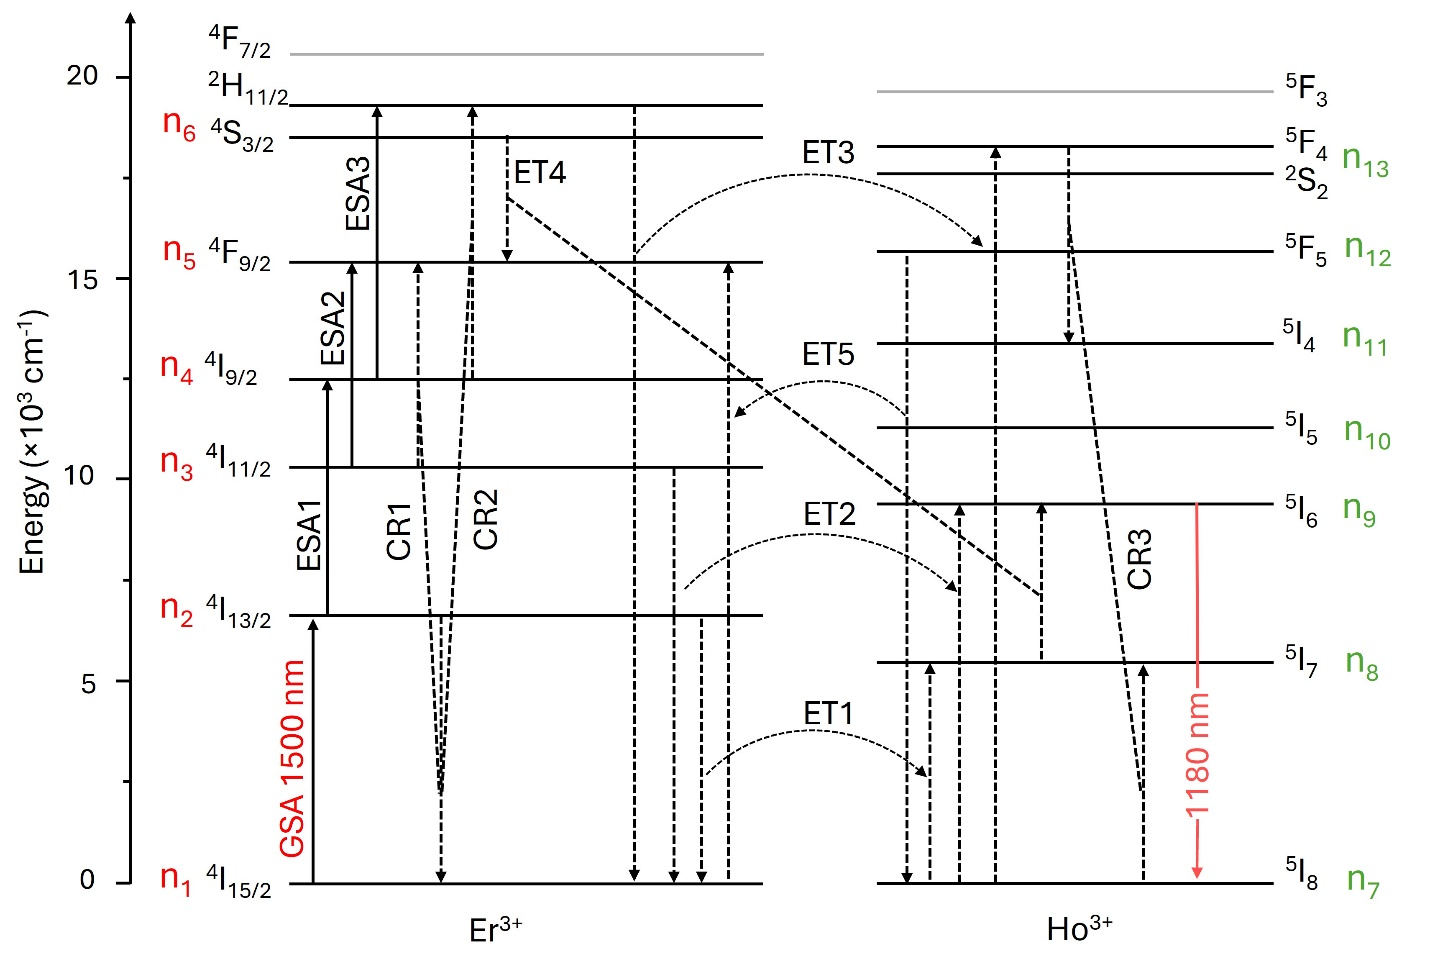 Energy (×10³ cm⁻¹)
20
15
10
5
0
⁴F₇/₂
²H₁₁/₂
n₆ ⁴S₃/₂
n₅ ⁴F₉/₂
n₄ ⁴I₉/₂
n₃ ⁴I₁₁/₂
n₂ ⁴I₁₃/₂
n₁ ⁴I₁₅/₂
GSA 1500 nm
ESA1
ESA2
ESA3
CR1
CR2
ET4
ET3
ET5
ET2
ET1
CR3
1180 nm
⁵F₃
⁵F₄
n₁₃
²S₂
⁵F₅ n₁₂
⁵I₄ n₁₁
⁵I₅ n₁₀
⁵I₆ n₉
⁵I₇ n₈
⁵I₈ n₇
Er³⁺
Ho³⁺